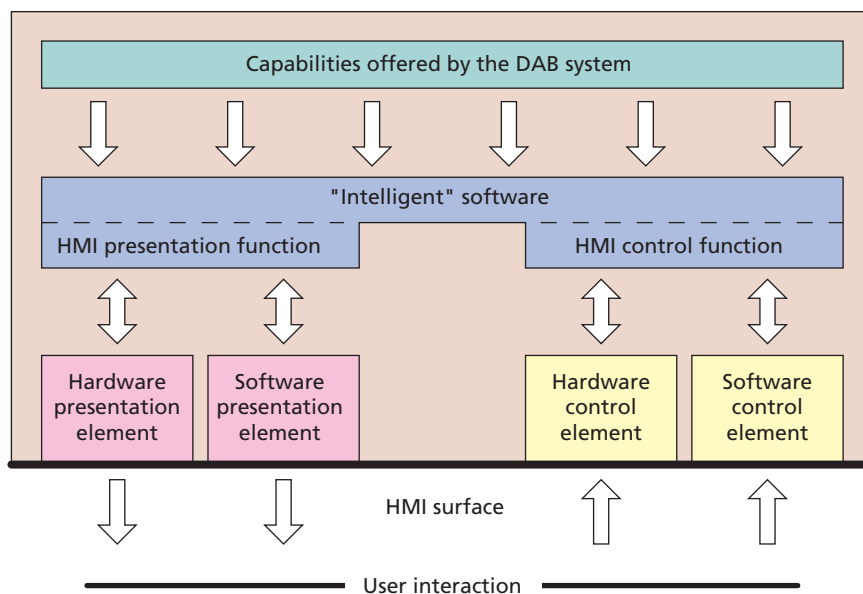 Capabilities offered by the DAB system
"Intelligent" software
HMI presentation function
HMI control function
Hardware
presentation
element
Software
presentation
element
Hardware
control
element
Software
control
element
HMI surface
User interaction